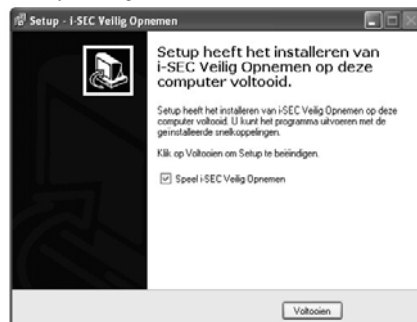 Setup - i-SEC Veilig Opnemen
Setup heeft het installeren van
i-SEC Veilig Opnemen op deze
computer voltooid.
Setup heeft het installeren van i-SEC Veilig Opnemen op deze
computer voltooid. U kunt het programma uitvoeren met de
geïnstalleerde snelkoppelingen.
Klik op Voltooien om Setup te beëindigen.
Speel i-SEC Veilig Opnemen
Voltooien